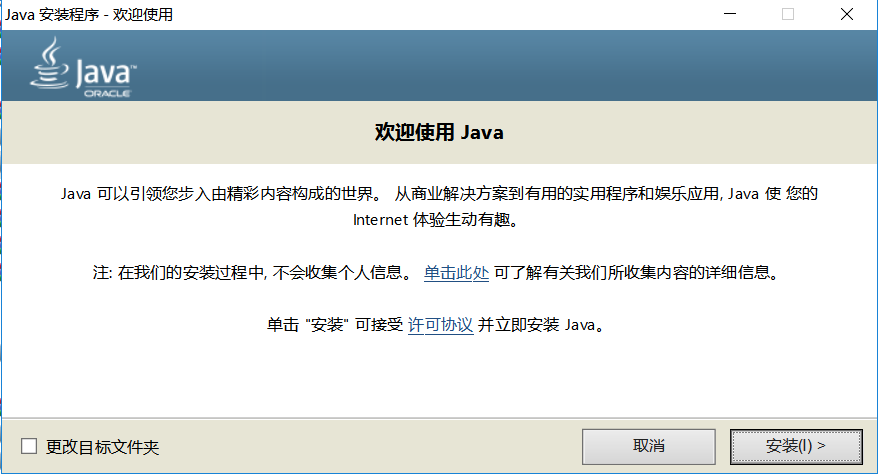 Java 安装程序 - 欢迎使用
Java™
ORACLE
欢迎使用 Java
Java 可以引领您步入由精彩内容构成的世界。 从商业解决方案到有用的实用程序和娱乐应用, Java 使 您的
Internet 体验生动有趣。
注: 在我们的安装过程中, 不会收集个人信息。 单击此处 可了解有关我们所收集内容的详细信息。
单击 "安装" 可接受 许可协议 并立即安装 Java。
更改目标文件夹
取消
安装(I) >